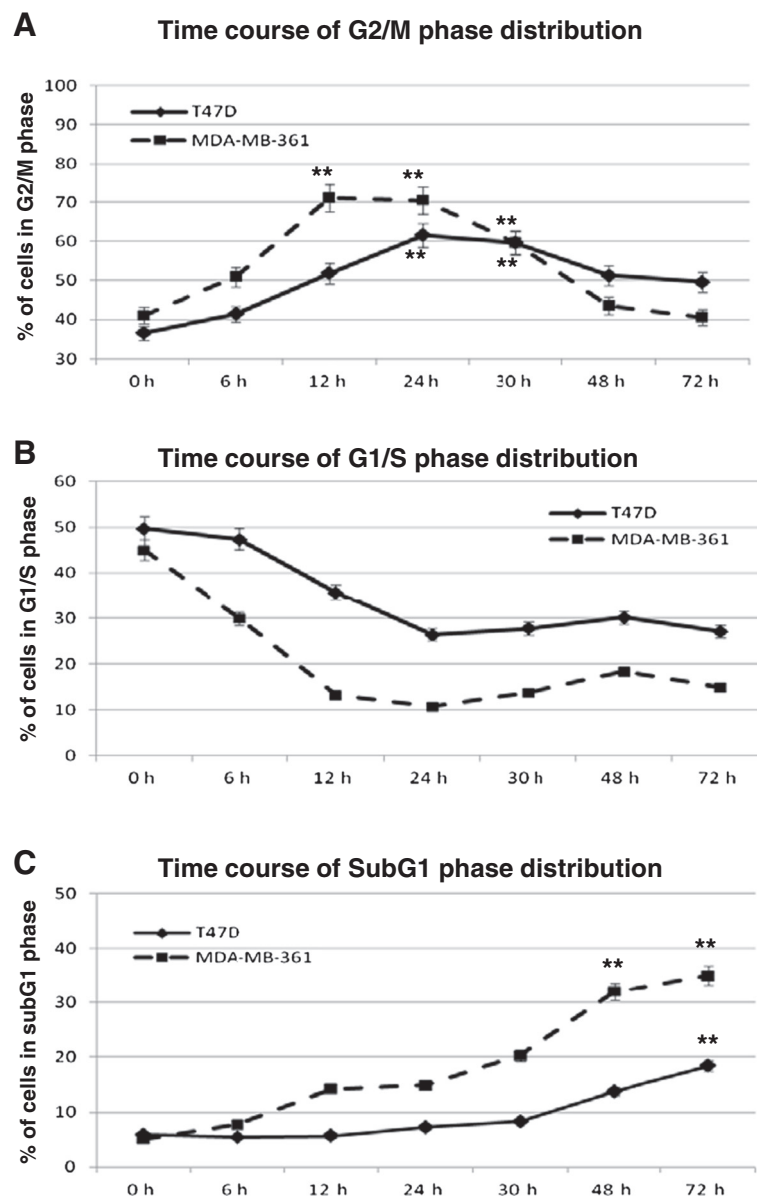 A
Time course of G2/M phase distribution
% of cells in G2/M phase
100
90
80
70
60
50
40
30
T47D
MDA-MB-361
**
**
**
**
**
0 h
6 h
12 h
24 h
30 h
48 h
72 h
B
Time course of G1/S phase distribution
% of cells in G1/S phase
60
50
40
30
20
10
0
T47D
MDA-MB-361
0 h
6 h
12 h
24 h
30 h
48 h
72 h
C
Time course of SubG1 phase distribution
% of cells in subG1 phase
50
40
30
20
10
0
T47D
MDA-MB-361
**
**
**
0 h
6 h
12 h
24 h
30 h
48 h
72 h